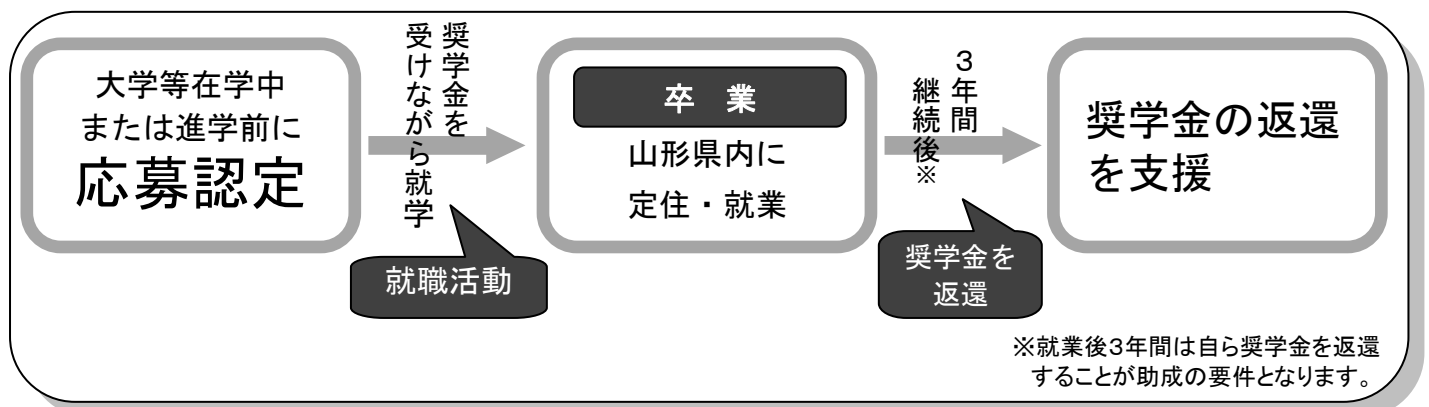 大学等在学中
または進学前に
応募認定
奨学金を
受けながら就学
就職活動
卒　業
山形県内に
定住・就業
３年間
継続後※
奨学金を
返還
奨学金の返還
を支援
※就業後3年間は自ら奨学金を返還
することが助成の要件となります。